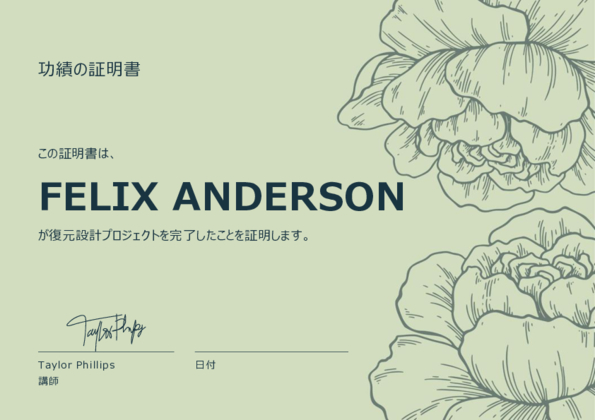 功績の証明書
この証明書は、
FELIX ANDERSON
が復元設計プロジェクトを完了したことを証明します。
Taylor Phillips
Taylor Phillips
講師
日付